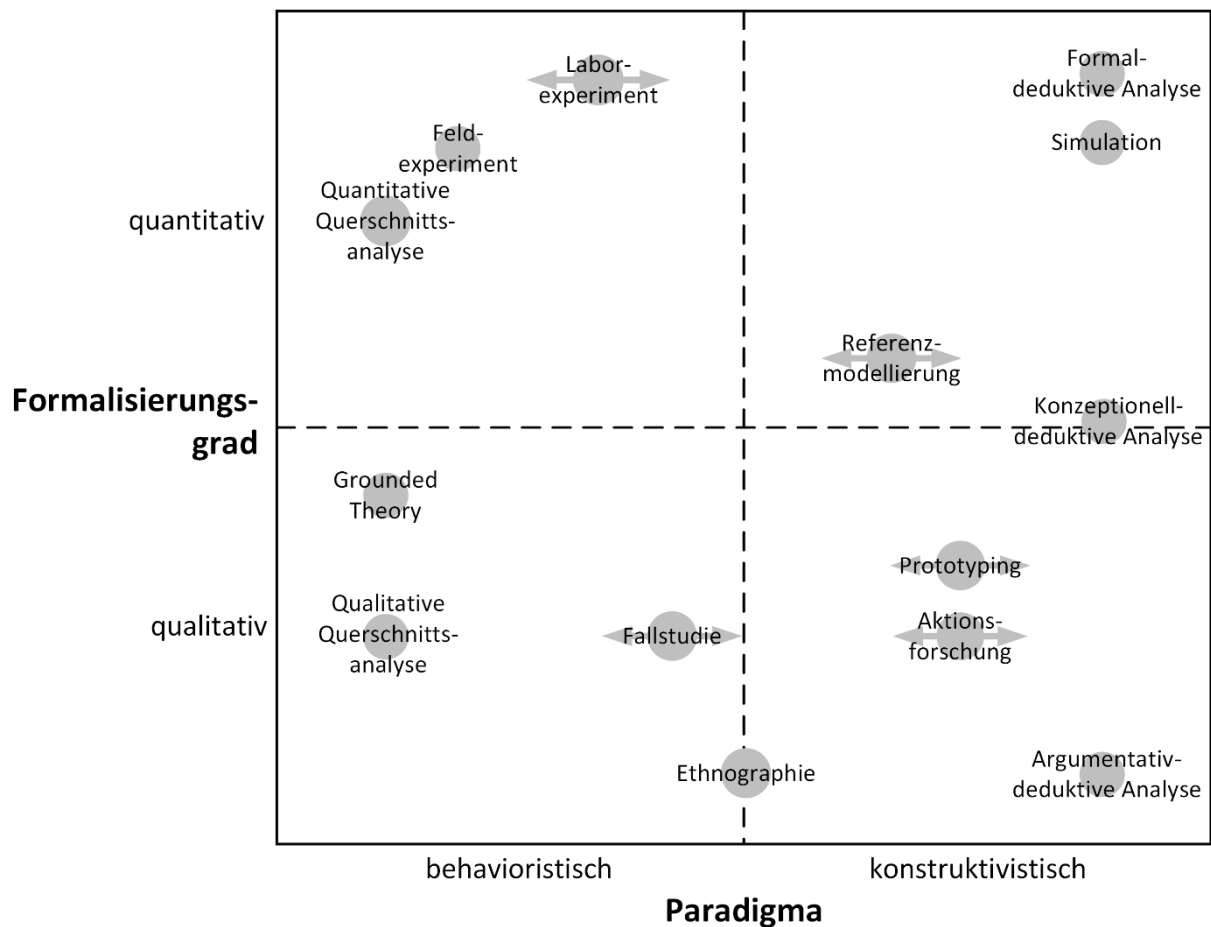 Labor-
experiment
Formal-
deduktive Analyse
Feld-
experiment
Simulation
Quantitative
Querschnitts-
analyse
quantitativ
Referenz-
modellierung
Formalisierungs-
grad
Konzeptionell-
deduktive Analyse
Grounded
Theory
Prototyping
qualitativ
Qualitative
Querschnitts-
analyse
Fallstudie
Aktions-
forschung
Ethnographie
Argumentativ-
deduktive Analyse
behavioristisch
konstruktivistisch
Paradigma